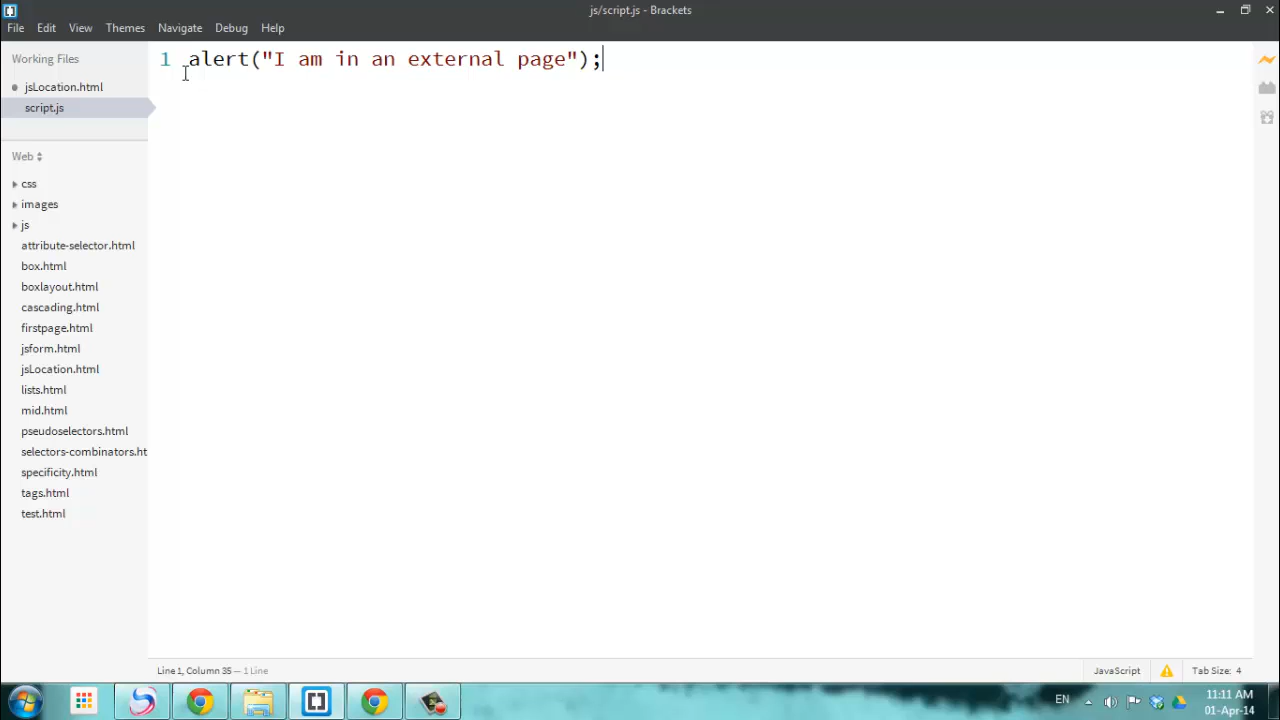 js/script.js - Brackets
File Edit View Themes Navigate Debug Help
Working Files
jsLocation.html
script.js
Web
css
images
js
attribute-selector.html
box.html
boxlayout.html
cascading.html
firstpage.html
jsform.html
jsLocation.html
lists.html
mid.html
pseudoselectors.html
selectors-combinators.ht
specificity.html
tags.html
test.html
1 alert("I am in an external page");
Line 1, Column 35 — 1 Line
JavaScript
Tab Size: 4
EN
11:11 AM
01-Apr-14